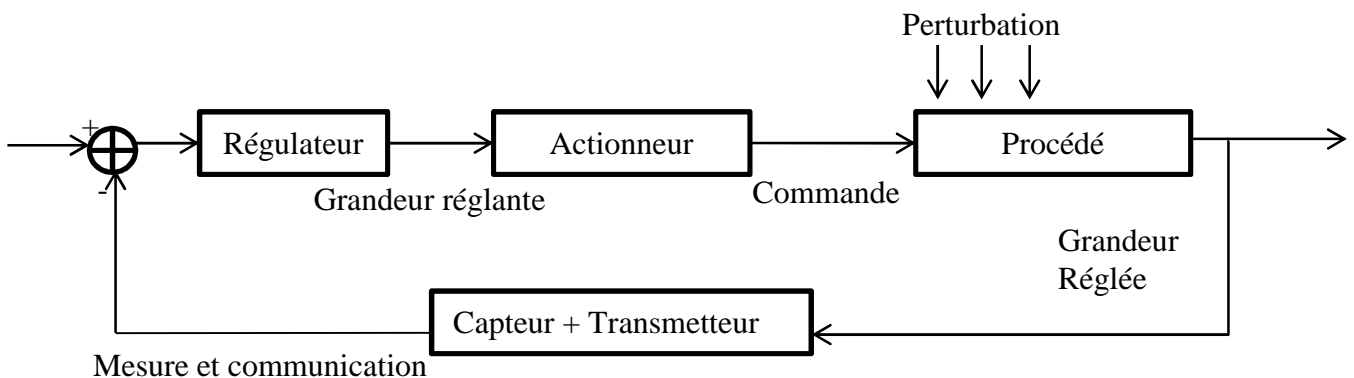 Perturbation
+
Régulateur
Actionneur
Procédé
-
Grandeur réglante
Commande
Grandeur
Réglée
Capteur + Transmetteur
Mesure et communication